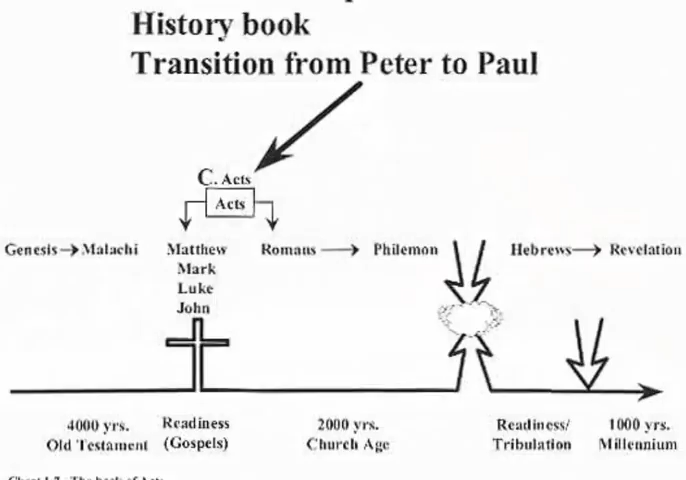 History book
Transition from Peter to Paul
C. Acts
Acts
Genesis → Malachi
Matthew
Mark
Luke
John
Romans → Philemon
Hebrews → Revelation
4000 yrs.
Old Testament
Readiness
(Gospels)
2000 yrs.
Church Age
Readiness/
Tribulation
1000 yrs.
Millennium